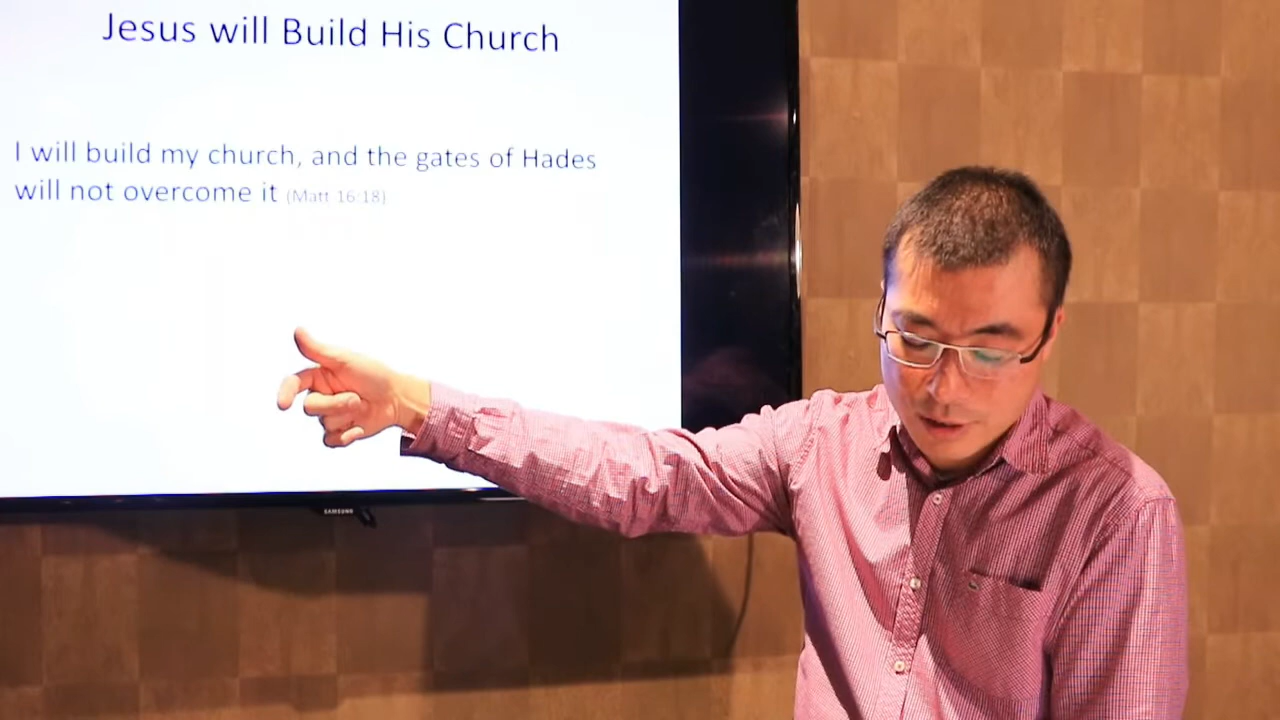 Jesus will Build His Church
I will build my church, and the gates of Hades
will not overcome it (Matt 16:18)
SAMSUNG